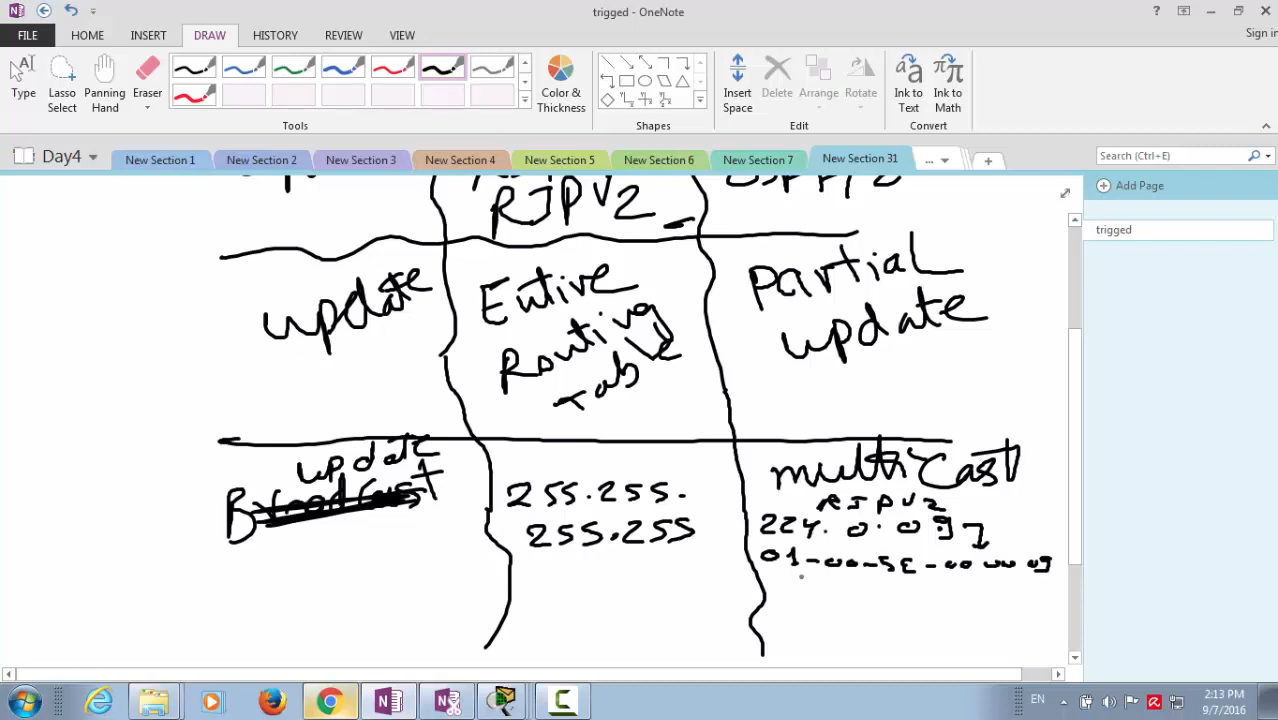 trigged - OneNote
Sign in
FILE HOME INSERT DRAW HISTORY REVIEW VIEW
Type
Lasso Select
Panning Hand
Eraser
Color & Thickness
Insert Space
Delete
Arrange
Rotate
Ink to Text
Ink to Math
Tools
Shapes
Edit
Convert
Day4
New Section 1
New Section 2
New Section 3
New Section 4
New Section 5
New Section 6
New Section 7
New Section 31
...
Search (Ctrl+E)
Add Page
trigged
RIPV2
update
Entire
Routing
Table
Partial
update
update
255.255.
255.255
multicast
RIPV2
224.0.09
01-00-5E-00 00 09
EN
2:13 PM
9/7/2016